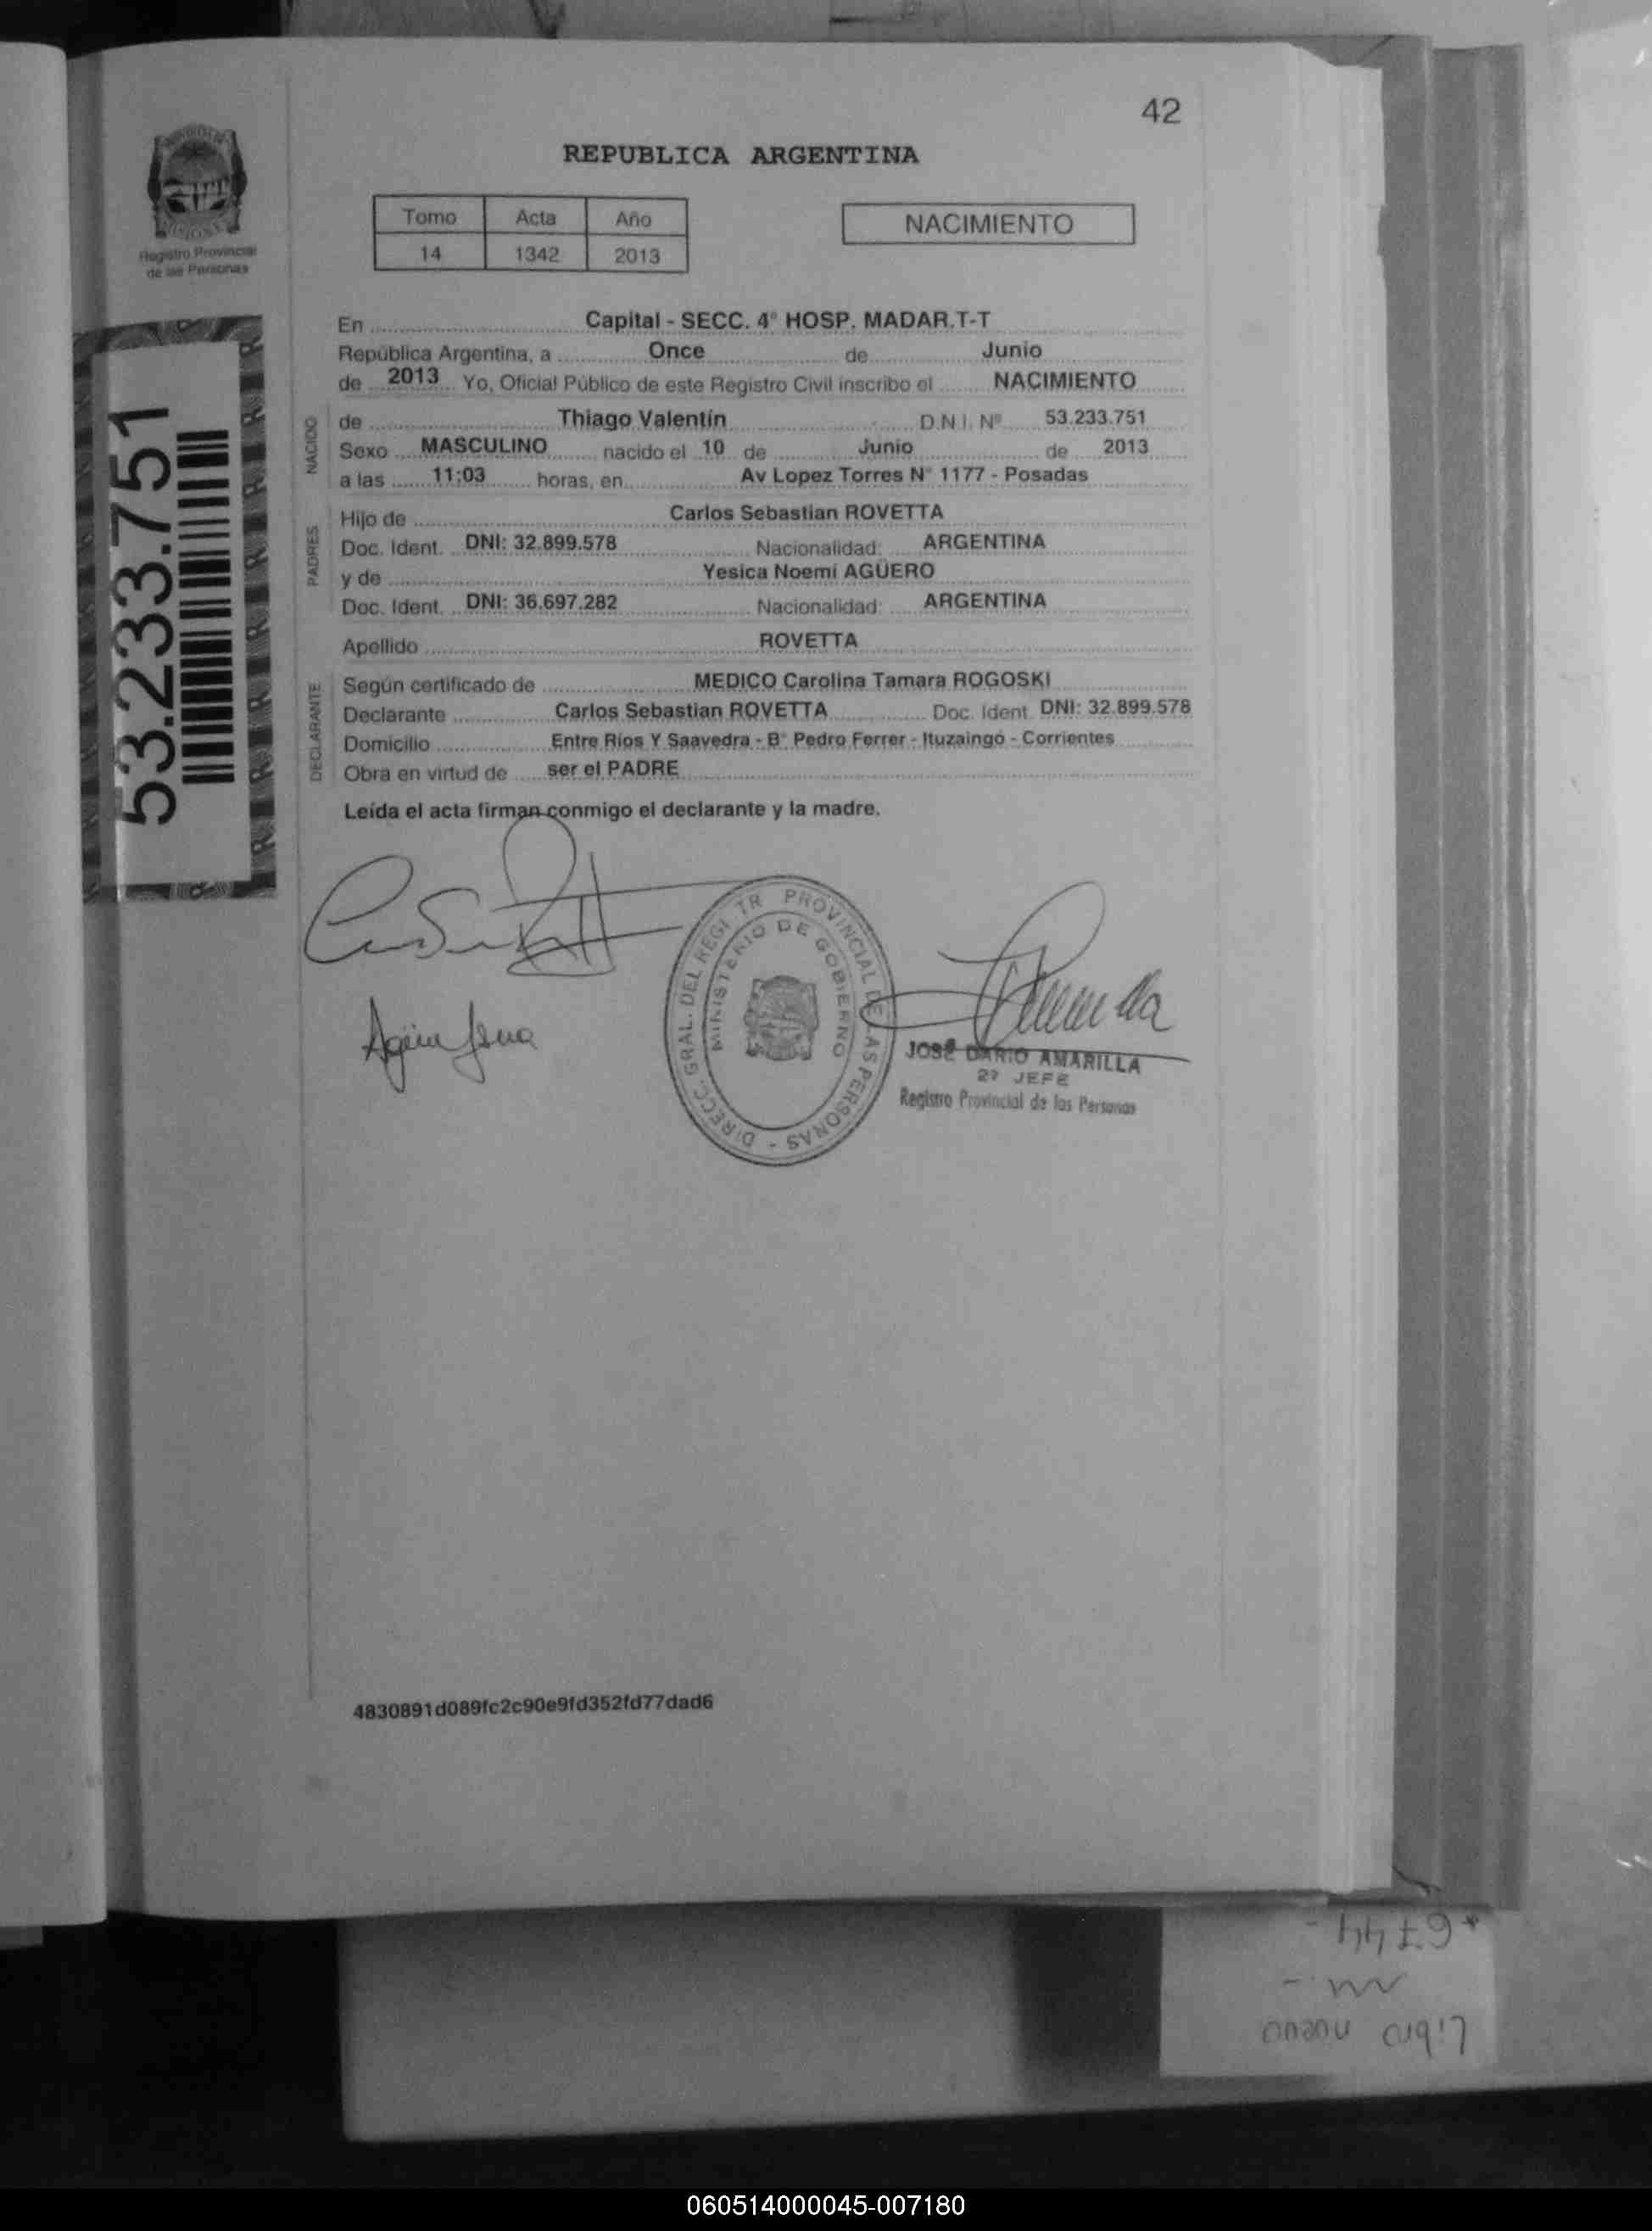 42
REPUBLICA ARGENTINA
Registro Provincial
de las Personas
Tomo Acta Año
14 1342 2013
NACIMIENTO
53.233.751
En Capital - SECC. 4° HOSP. MADAR.T-T
República Argentina, a Once de Junio
de 2013 Yo, Oficial Público de este Registro Civil inscribo el NACIMIENTO
NACIDO
de Thiago Valentín D.N.I. Nº 53.233.751
Sexo MASCULINO nacido el 10 de Junio de 2013
a las 11:03 horas, en Av Lopez Torres N° 1177 - Posadas
PADRES
Hijo de Carlos Sebastian ROVETTA
Doc. Ident. DNI: 32.899.578 Nacionalidad: ARGENTINA
y de Yesica Noemí AGÜERO
Doc. Ident. DNI: 36.697.282 Nacionalidad: ARGENTINA
Apellido ROVETTA
DECLARANTE
Según certificado de MEDICO Carolina Tamara ROGOSKI
Declarante Carlos Sebastian ROVETTA Doc. Ident. DNI: 32.899.578
Domicilio Entre Ríos Y Saavedra - B° Pedro Ferrer - Ituzaingó - Corrientes
Obra en virtud de ser el PADRE
Leída el acta firman conmigo el declarante y la madre.
DIRECC. GRAL. DEL REGISTR PROVINCIAL DE LAS PERSONAS -
MINISTERIO DE GOBIERNO
JOSÉ DARIO AMARILLA
2º JEFE
Registro Provincial de las Personas
4830891d089fc2c90e9fd352fd77dad6
Libro nuevo
*6744-
060514000045-007180